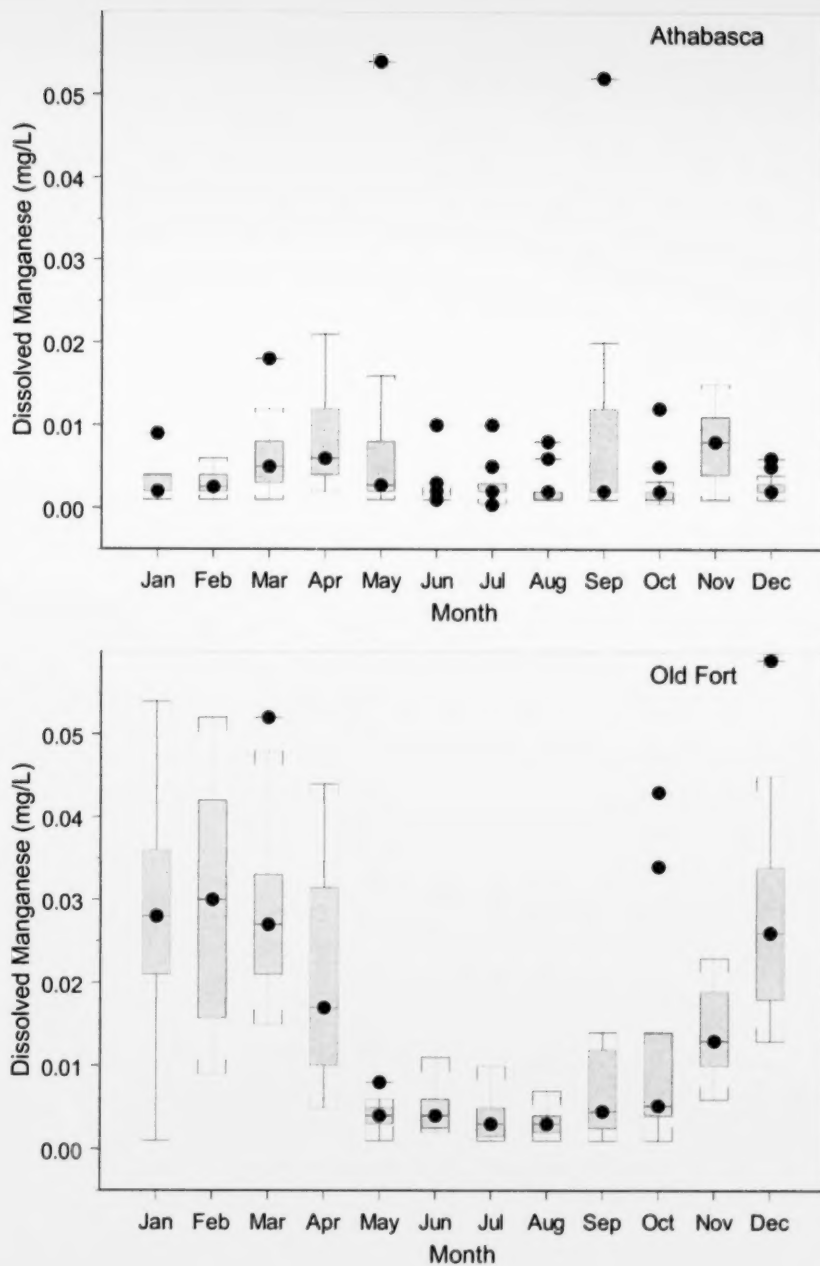 Athabasca
Dissolved Manganese (mg/L)
0.05
0.04
0.03
0.02
0.01
0.00
Jan Feb Mar Apr May Jun Jul Aug Sep Oct Nov Dec
Month
Old Fort
Dissolved Manganese (mg/L)
0.05
0.04
0.03
0.02
0.01
0.00
Jan Feb Mar Apr May Jun Jul Aug Sep Oct Nov Dec
Month